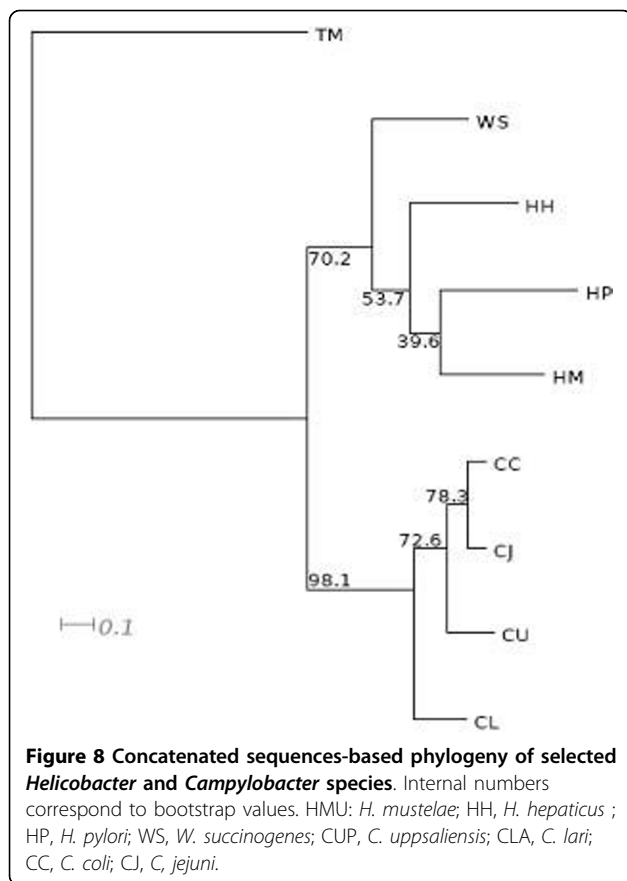 TM
WS
HH
70.2
53.7
HP
39.6
HM
CC
78.3
CJ
72.6
98.1
0.1
CU
CL
Figure 8 Concatenated sequences-based phylogeny of selected
Helicobacter and Campylobacter species. Internal numbers
correspond to bootstrap values. HMU: H. mustelae; HH, H. hepaticus ;
HP, H. pylori; WS, W. succinogenes; CUP, C. uppsaliensis; CLA, C. lari;
CC, C. coli; CJ, C, jejuni.